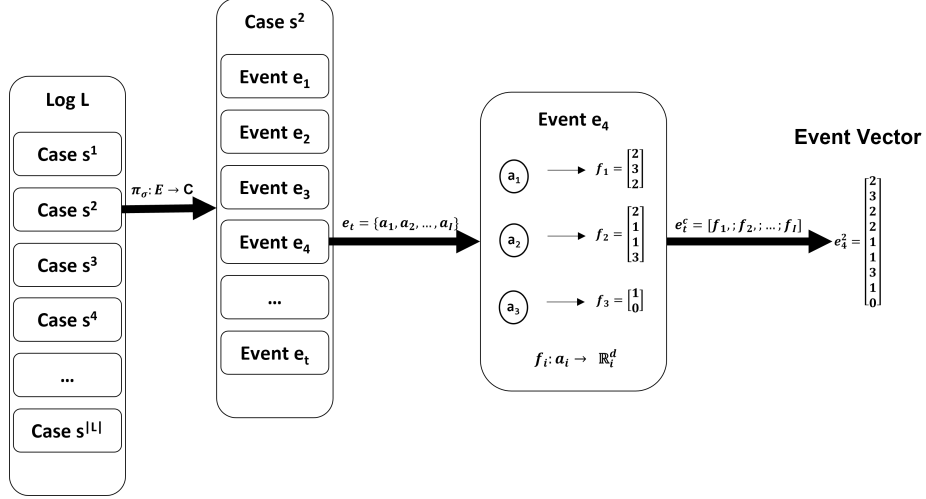 Log L
Case s¹
Case s²
Case s³
Case s⁴
...
Case s|L|
π_σ: E → C
Case s²
Event e₁
Event e₂
Event e₃
Event e₄
...
Event e_t
e_t = {a₁, a₂, ..., a_I}
Event e₄
a₁ → f₁ = [2 3 2]
a₂ → f₂ = [2 1 1 3]
a₃ → f₃ = [1 0]
f_i: a_i → ℝ_i^d
e_t^c = [f₁, ; f₂, ; ... ; f_I]
Event Vector
e₄² = [2 3 2 2 1 1 3 1 0]